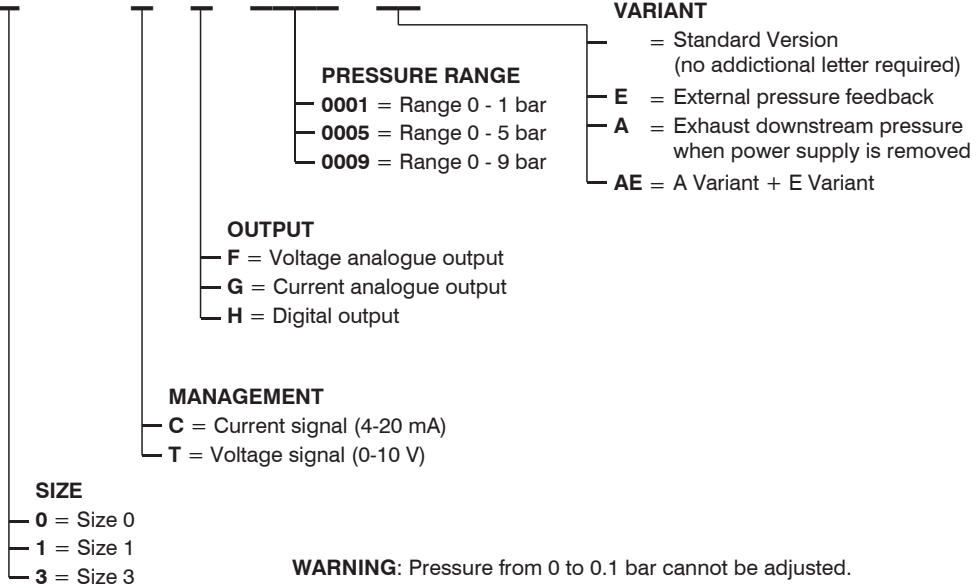 VARIANT
= Standard Version
(no addictional letter required)
E = External pressure feedback
A = Exhaust downstream pressure
when power supply is removed
AE = A Variant + E Variant
PRESSURE RANGE
0001 = Range 0 - 1 bar
0005 = Range 0 - 5 bar
0009 = Range 0 - 9 bar
OUTPUT
F = Voltage analogue output
G = Current analogue output
H = Digital output
MANAGEMENT
C = Current signal (4-20 mA)
T = Voltage signal (0-10 V)
SIZE
0 = Size 0
1 = Size 1
3 = Size 3
WARNING: Pressure from 0 to 0.1 bar cannot be adjusted.